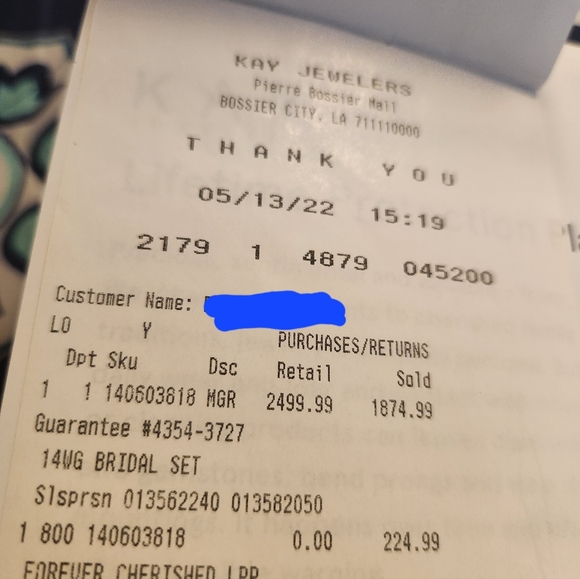 KAY JEWELERS
Pierre Bossier Mall
BOSSIER CITY, LA 711110000
THANK YOU
05/13/22 15:19
2179 1 4879 045200
Customer Name:
LO Y PURCHASES/RETURNS
Dpt Sku Dsc Retail Sold
1 1 140603818 MGR 2499.99 1874.99
Guarantee #4354-3727
14WG BRIDAL SET
Slsprsn 013562240 013582050
1 800 140603818 0.00 224.99
FOREVER CHERISHED LPP